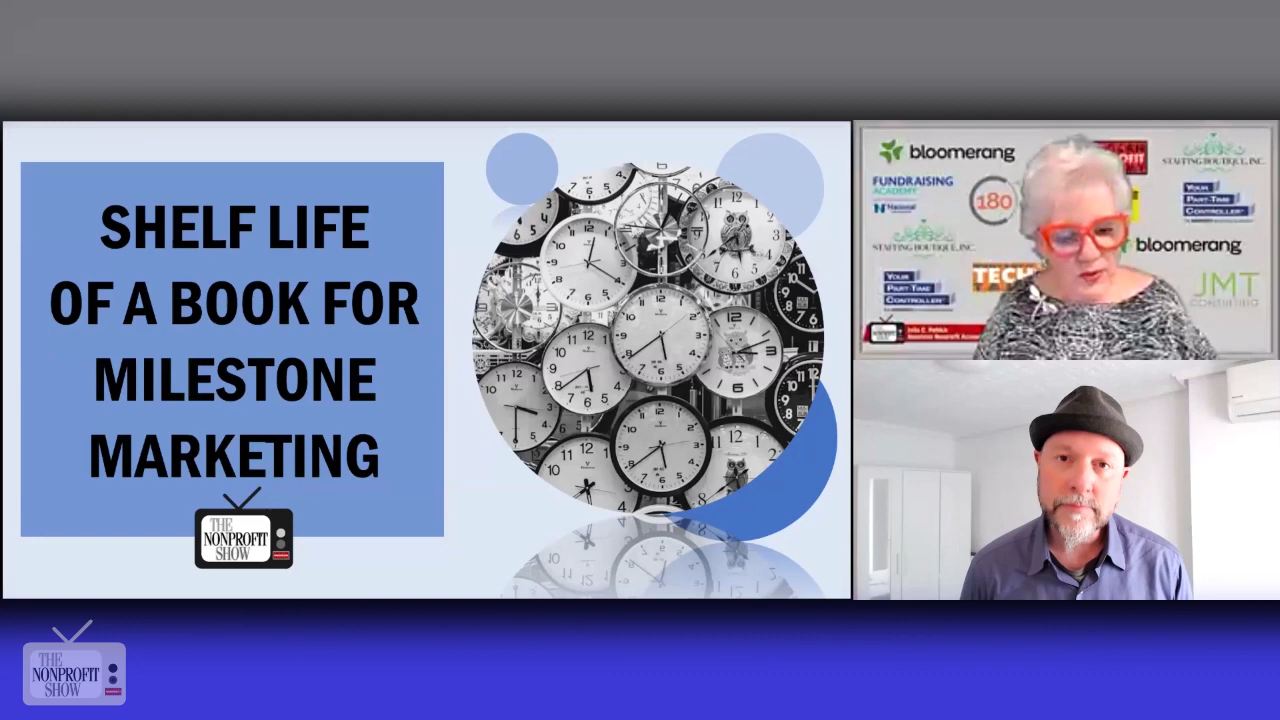 SHELF LIFE
OF A BOOK FOR
MILESTONE
MARKETING
THE
NONPROFIT
SHOW
bloomerang
STAFFING BOUTIQUE, INC.
FUNDRAISING
ACADEMY
National
180
YOUR
PART-TIME
CONTROLLER
STAFFING BOUTIQUE, INC.
bloomerang
YOUR
PART-TIME
CONTROLLER
TECH
JMT
CONSULTING
THE
NONPROFIT
SHOW